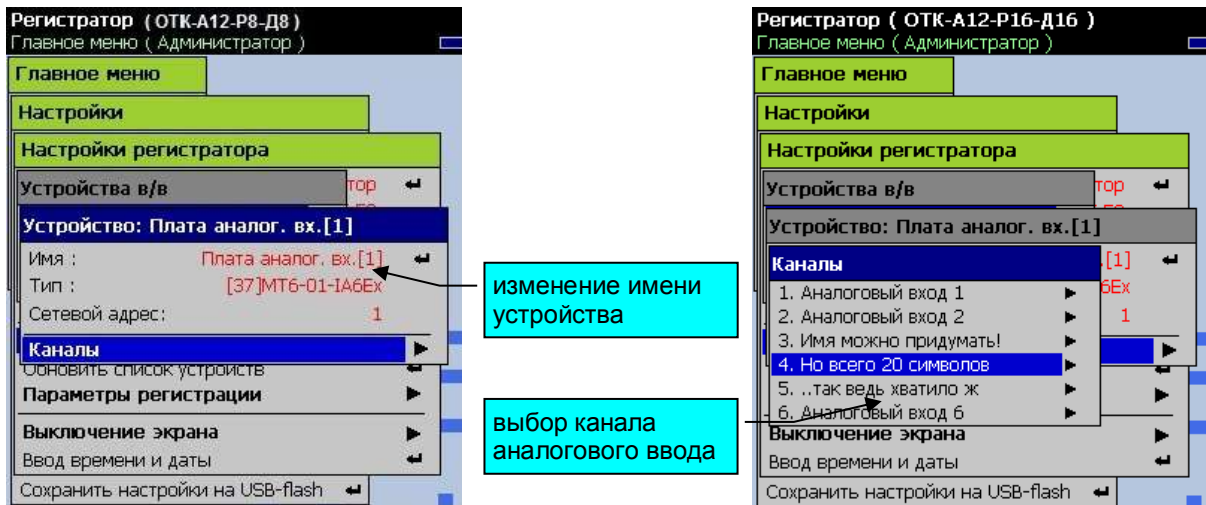 Регистратор (ОТК-А12-Р8-Д8)
Главное меню ( Администратор )
Главное меню
Настройки
Настройки регистратора
Устройства в/в
тор
Устройство: Плата аналог. вх.[1]
Имя : Плата аналог. вх.[1]
Тип : [37]МТ6-01-IA6Ex
Сетевой адрес: 1
Каналы
Обновить список устройств
Параметры регистрации
Выключение экрана
Ввод времени и даты
Сохранить настройки на USB-flash
изменение имени
устройства
выбор канала
аналогового ввода
Регистратор ( ОТК-А12-Р16-Д16 )
Главное меню ( Администратор )
Главное меню
Настройки
Настройки регистратора
Устройства в/в
тор
Устройство: Плата аналог. вх.[1]
.[1]
6Ex
1
Каналы
1. Аналоговый вход 1
2. Аналоговый вход 2
3. Имя можно придумать!
4. Но всего 20 символов
5. ..так ведь хватило ж
6. Аналоговый вход 6
Выключение экрана
Ввод времени и даты
Сохранить настройки на USB-flash